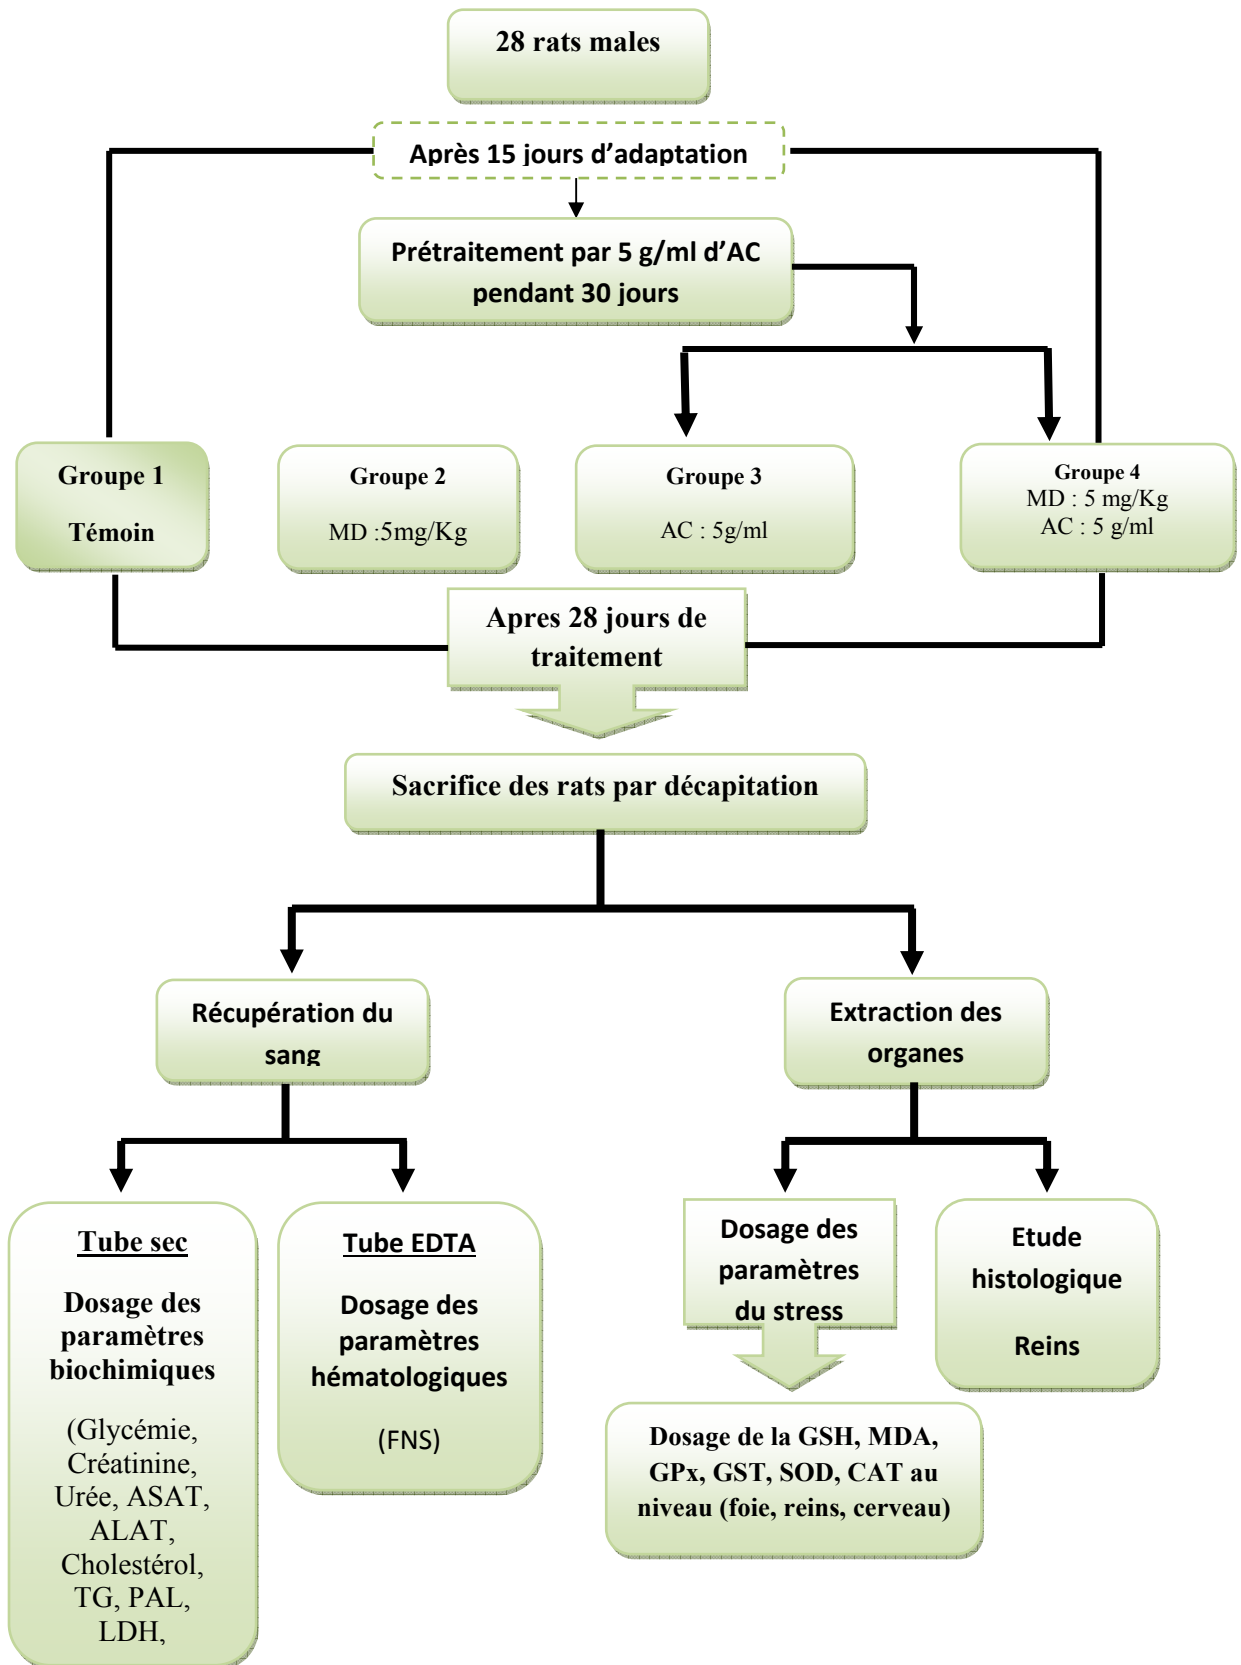 28 rats males
Après 15 jours d’adaptation
Prétraitement par 5 g/ml d’AC
pendant 30 jours
Groupe 1
Témoin
Groupe 2
MD :5mg/Kg
Groupe 3
AC : 5g/ml
Groupe 4
MD : 5 mg/Kg
AC : 5 g/ml
Apres 28 jours de
traitement
Sacrifice des rats par décapitation
Récupération du
sang
Extraction des
organes
Tube sec
Dosage des
paramètres
biochimiques
(Glycémie,
Créatinine,
Urée, ASAT,
ALAT,
Cholestérol,
TG, PAL,
LDH,
Tube EDTA
Dosage des
paramètres
hématologiques
(FNS)
Dosage des
paramètres
du stress
Etude
histologique
Reins
Dosage de la GSH, MDA,
GPx, GST, SOD, CAT au
niveau (foie, reins, cerveau)